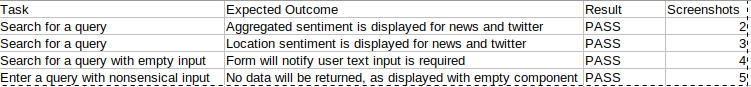 Task Expected Outcome Result Screenshots
Search for a query Aggregated sentiment is displayed for news and twitter PASS 2
Search for a query Location sentiment is displayed for news and twitter PASS 3
Search for a query with empty input Form will notify user text input is required PASS 4
Enter a query with nonsensical input No data will be returned, as displayed with empty component PASS 5